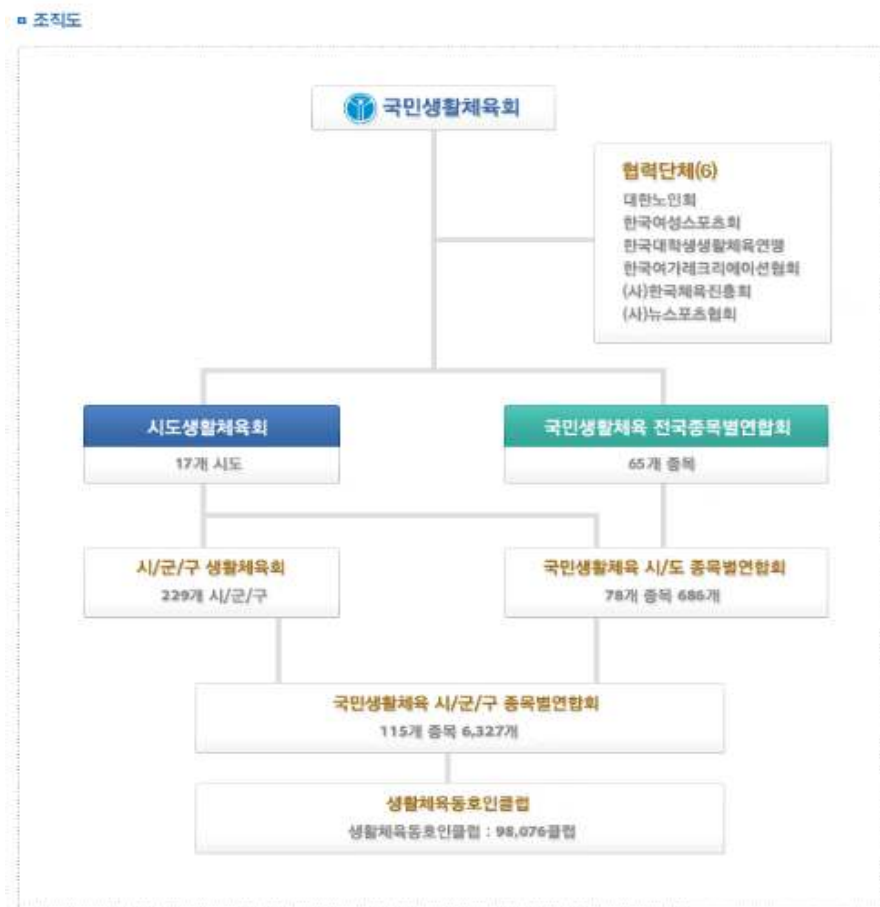 조직도
국민생활체육회
협력단체(6)
대한노인회
한국여성스포츠회
한국대학생생활체육연맹
한국여가레크리에이션협회
(사)한국체육진흥회
(사)뉴스포츠협회
시도생활체육회
17개 시도
국민생활체육 전국종목별연합회
65개 종목
시/군/구 생활체육회
229개 시/군/구
국민생활체육 시/도 종목별연합회
78개 종목 686개
국민생활체육 시/군/구 종목별연합회
115개 종목 6,327개
생활체육동호인클럽
생활체육동호인클럽 : 98,076클럽